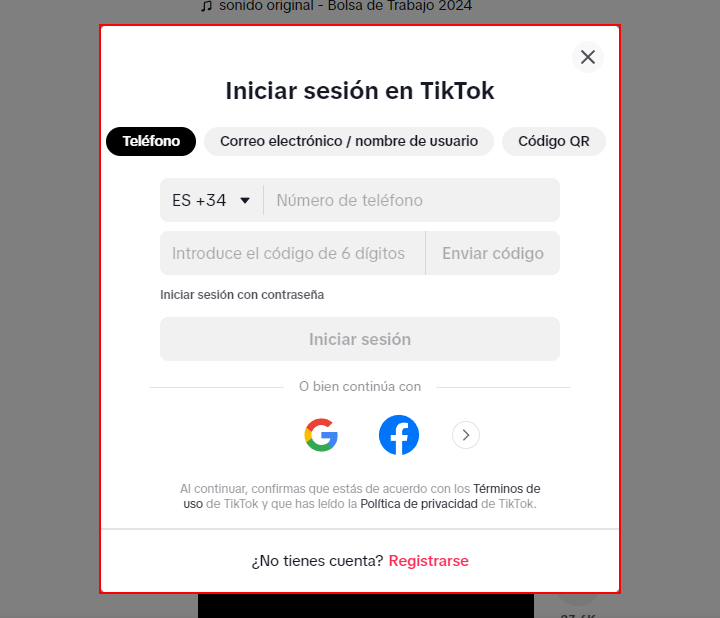 sonido original - Bolsa de Trabajo 2024
Iniciar sesión en TikTok
Teléfono
Correo electrónico / nombre de usuario
Código QR
ES +34
Número de teléfono
Introduce el código de 6 dígitos
Enviar código
Iniciar sesión con contraseña
Iniciar sesión
O bien continúa con
Al continuar, confirmas que estás de acuerdo con los Términos de
uso de TikTok y que has leído la Política de privacidad de TikTok.
¿No tienes cuenta? Registrarse